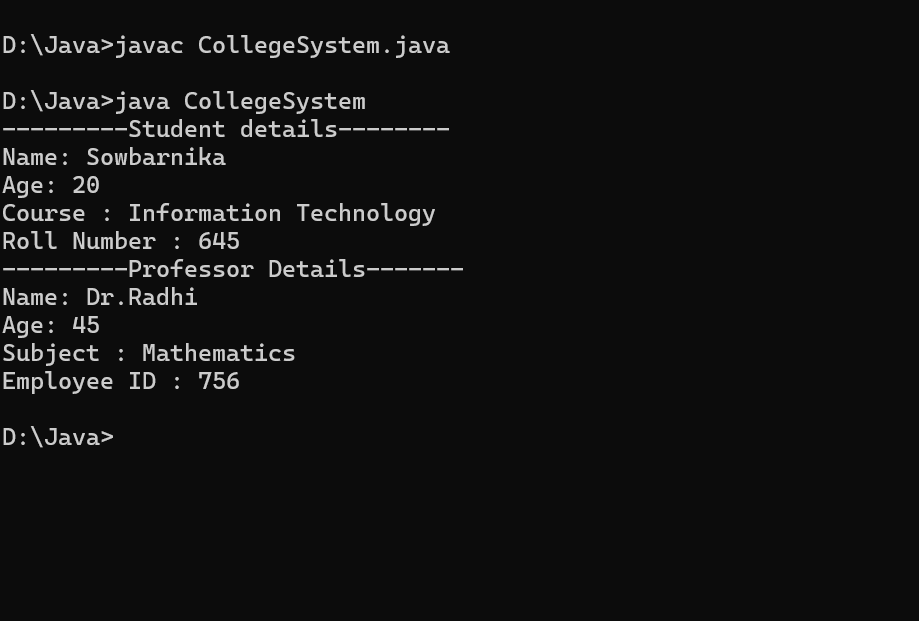 D:\Java>javac CollegeSystem.java
D:\Java>java CollegeSystem
---------Student details--------
Name: Sowbarnika
Age: 20
Course : Information Technology
Roll Number : 645
---------Professor Details-------
Name: Dr.Radhi
Age: 45
Subject : Mathematics
Employee ID : 756
D:\Java>